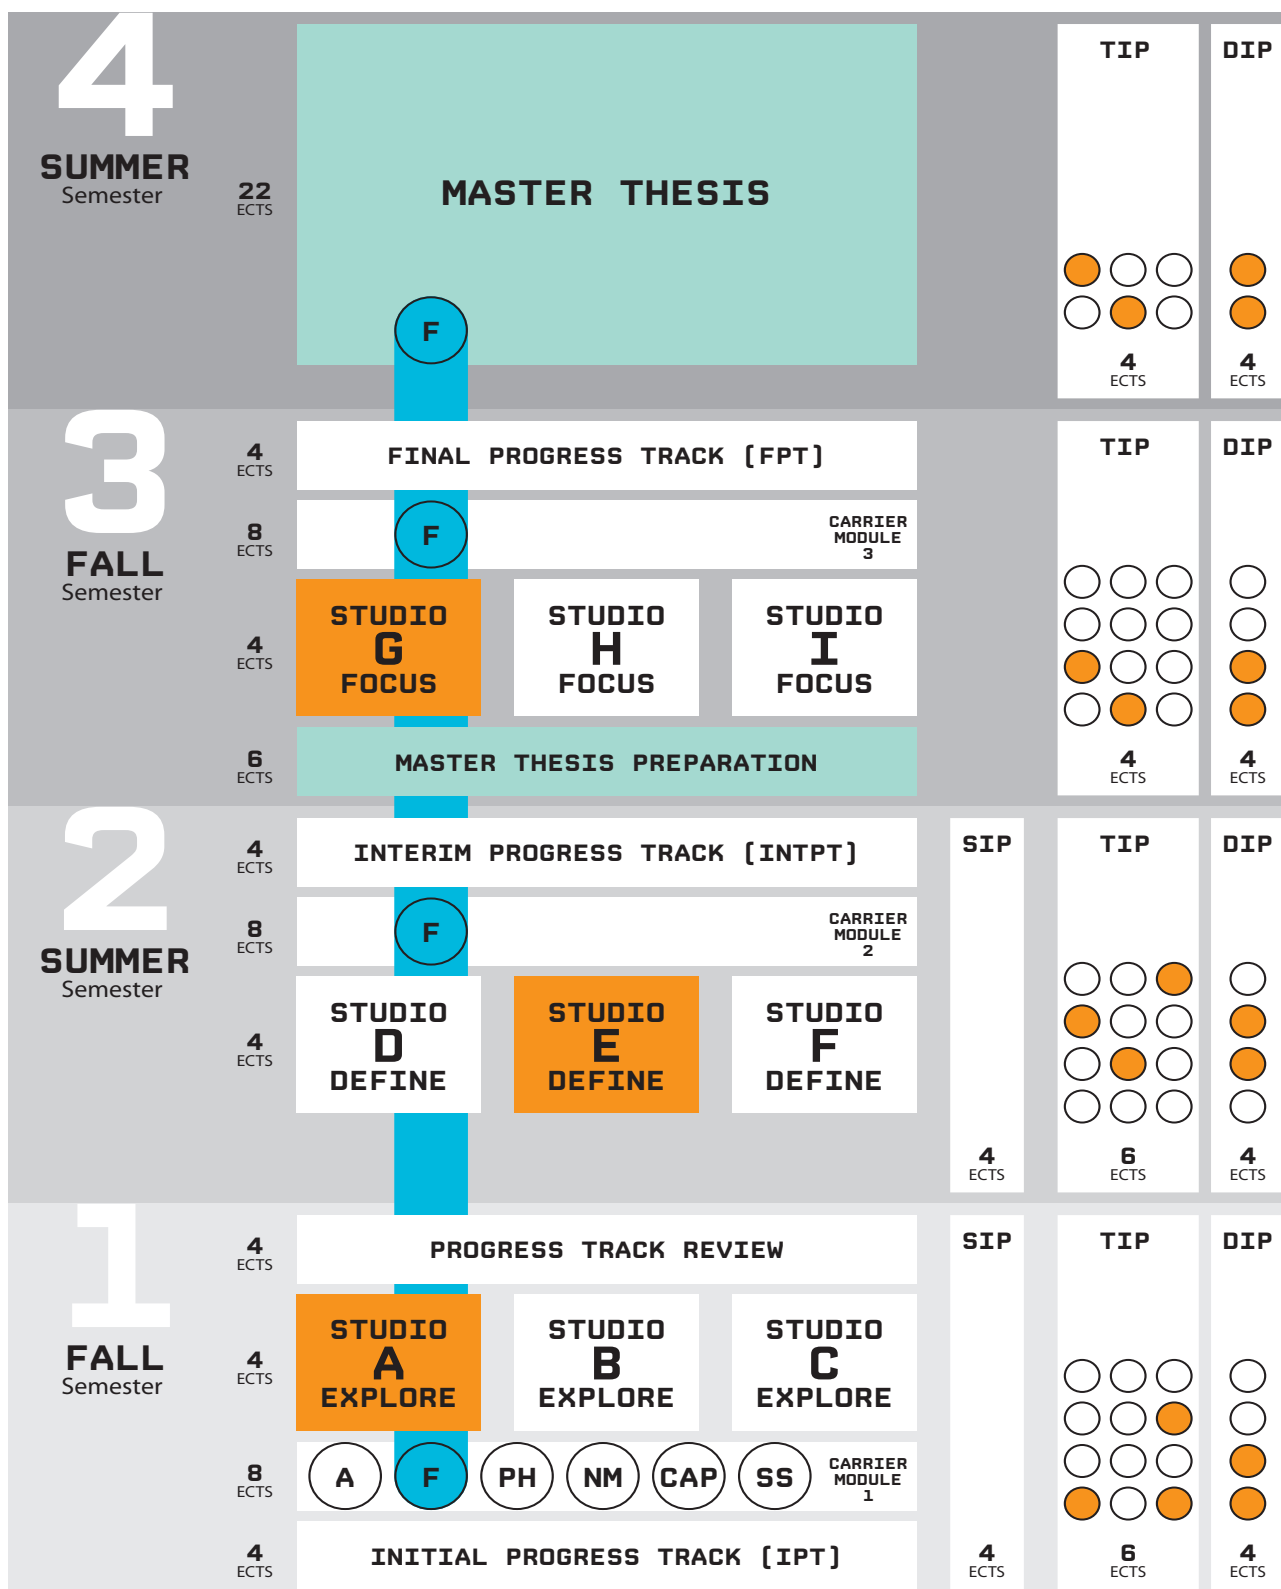 4
SUMMER
Semester
22
ECTS
MASTER THESIS
F
TIP
4
ECTS
DIP
4
ECTS
3
FALL
Semester
4
ECTS
FINAL PROGRESS TRACK [FPT]
8
ECTS
F
CARRIER
MODULE
3
4
ECTS
STUDIO
G
FOCUS
STUDIO
H
FOCUS
STUDIO
I
FOCUS
6
ECTS
MASTER THESIS PREPARATION
TIP
4
ECTS
DIP
4
ECTS
2
SUMMER
Semester
4
ECTS
INTERIM PROGRESS TRACK [INTPT]
8
ECTS
F
CARRIER
MODULE
2
4
ECTS
STUDIO
D
DEFINE
STUDIO
E
DEFINE
STUDIO
F
DEFINE
SIP
4
ECTS
TIP
6
ECTS
DIP
4
ECTS
1
FALL
Semester
4
ECTS
PROGRESS TRACK REVIEW
4
ECTS
STUDIO
A
EXPLORE
STUDIO
B
EXPLORE
STUDIO
C
EXPLORE
8
ECTS
A
F
PH
NM
CAP
SS
CARRIER
MODULE
1
4
ECTS
INITIAL PROGRESS TRACK [IPT]
SIP
4
ECTS
TIP
6
ECTS
DIP
4
ECTS